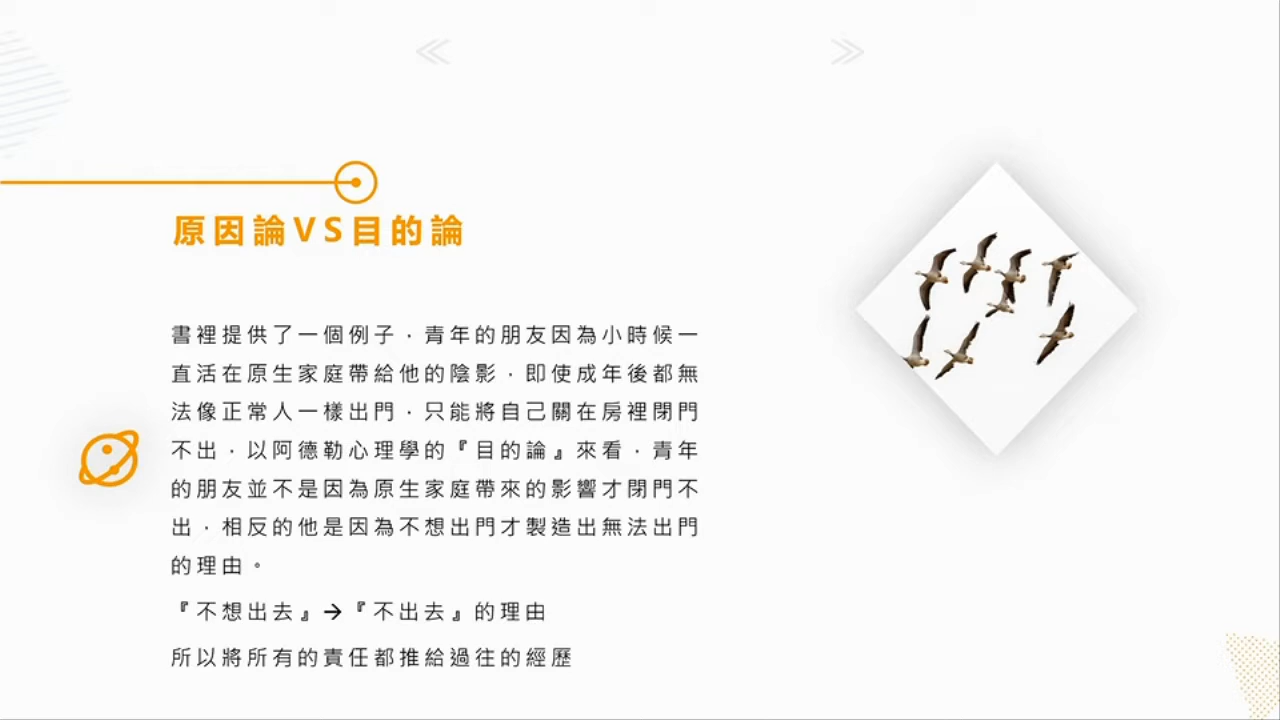 原因論VS目的論
書裡提供了一個例子，青年的朋友因為小時候一
直活在原生家庭帶給他的陰影，即使成年後都無
法像正常人一樣出門，只能將自己關在房裡閉門
不出，以阿德勒心理學的『目的論』來看，青年
的朋友並不是因為原生家庭帶來的影響才閉門不
出，相反的他是因為不想出門才製造出無法出門
的理由。
『不想出去』→『不出去』的理由
所以將所有的責任都推給過往的經歷